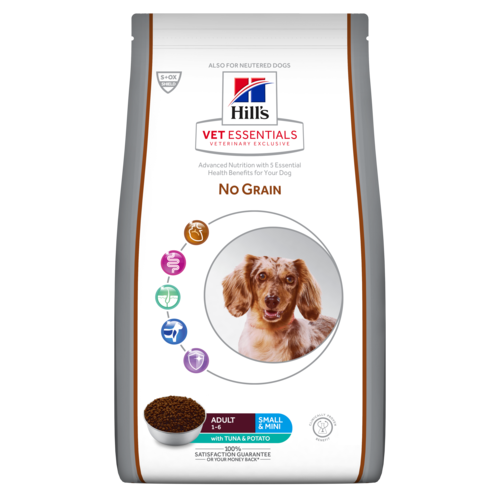 ALSO FOR NEUTERED DOGS
S+OX
Hill's
VET ESSENTIALS
VETERINARY EXCLUSIVE
Advanced Nutrition with 5 Essential
Health Benefits for Your Dog
NO GRAIN
ADULT
1-6
SMALL
& MINI
with TUNA & POTATO
100%
SATISFACTION GUARANTEE
OR YOUR MONEY BACK*